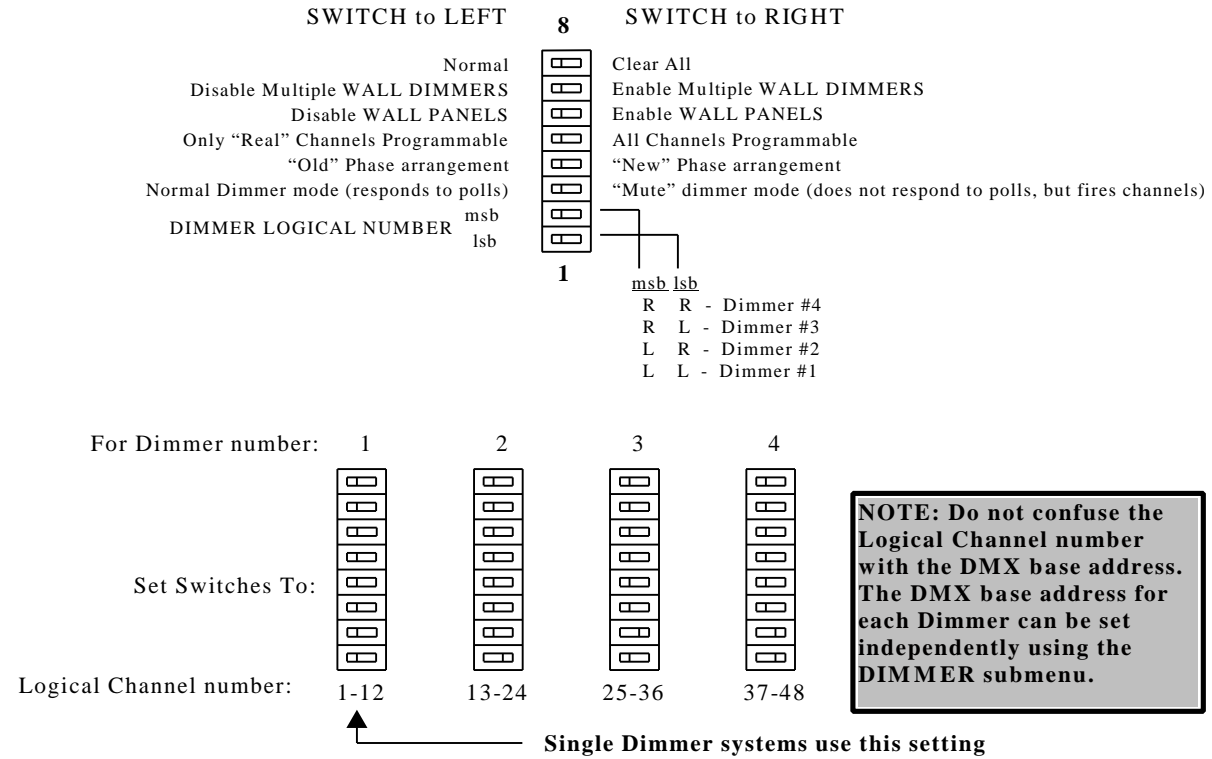 SWITCH to LEFT 8 SWITCH to RIGHT
Normal Clear All
Disable Multiple WALL DIMMERS Enable Multiple WALL DIMMERS
Disable WALL PANELS Enable WALL PANELS
Only “Real” Channels Programmable All Channels Programmable
“Old” Phase arrangement “New” Phase arrangement
Normal Dimmer mode (responds to polls) “Mute” dimmer mode (does not respond to polls, but fires channels)
DIMMER LOGICAL NUMBER msb
lsb
1
msb lsb
R R - Dimmer #4
R L - Dimmer #3
L R - Dimmer #2
L L - Dimmer #1
For Dimmer number: 1 2 3 4
Set Switches To:
Logical Channel number: 1-12 13-24 25-36 37-48
NOTE: Do not confuse the
Logical Channel number
with the DMX base address.
The DMX base address for
each Dimmer can be set
independently using the
DIMMER submenu.
Single Dimmer systems use this setting